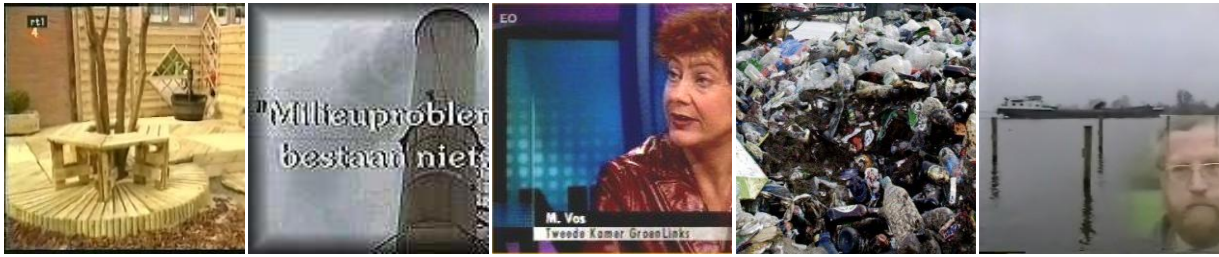 rtl
4
"Milieuproblem
bestaan niet
EO
M. Vos
Tweede Kamer GroenLinks